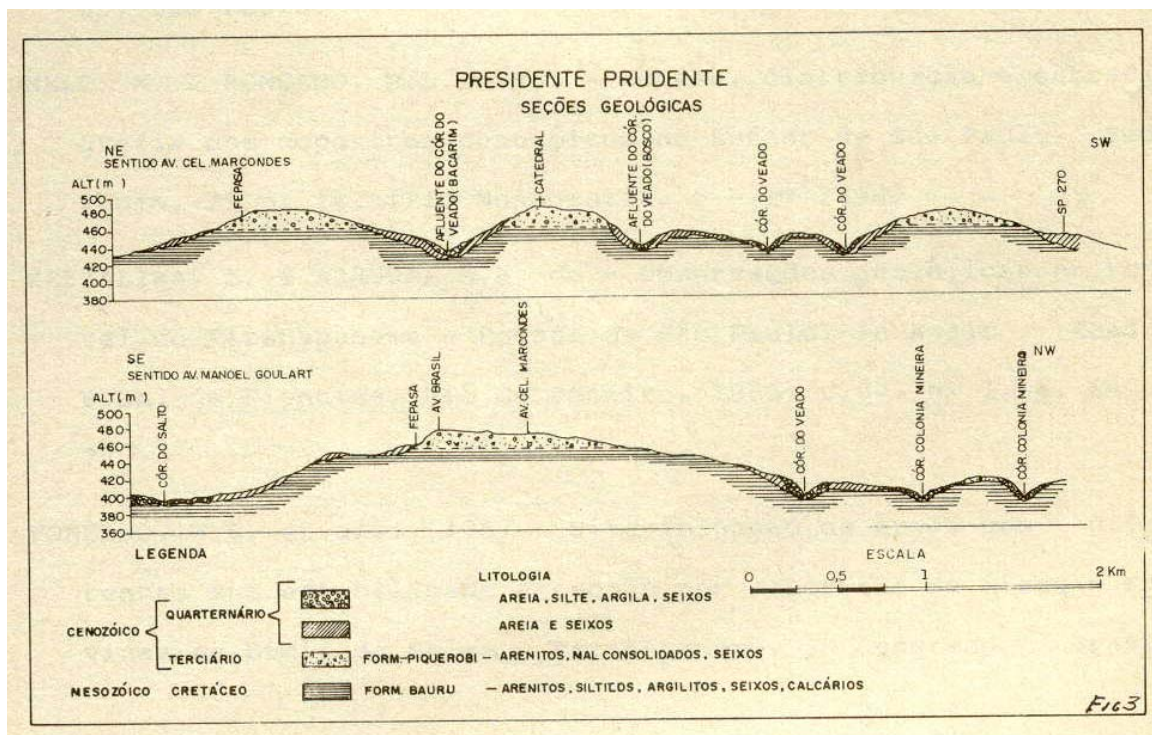 PRESIDENTE PRUDENTE
SEÇÕES GEOLÓGICAS
NE
SENTIDO AV. CEL. MARCONDES
SW
ALT(m)
500
480
460
440
420
400
380
FEPASA
AFLUENTE DO CÓR. DO
VEADO (BACARIM)
CATEDRAL
AFLUENTE DO CÓR.
DO VEADO (BOSCO)
CÓR. DO VEADO
CÓR. DO VEADO
SP 270
SE
SENTIDO AV. MANOEL GOULART
NW
ALT(m)
500
480
460
440
420
400
380
360
CÓR. DO SALTO
FEPASA
AV. BRASIL
AV. CEL. MARCONDES
CÓR. DO VEADO
CÓR. COLONIA MINEIRA
CÓR. COLONIA MINEIRA
LEGENDA
ESCALA
0 0,5 1 2 Km
LITOLOGIA
CENOZÓICO
QUARTERNÁRIO
AREIA, SILTE, ARGILA, SEIXOS
AREIA E SEIXOS
TERCIÁRIO FORM. PIQUEROBI – ARENITOS, MAL CONSOLIDADOS, SEIXOS
MESOZÓICO CRETÁCEO FORM. BAURU – ARENITOS, SILTICOS, ARGILITOS, SEIXOS, CALCÁRIOS
FIG 3